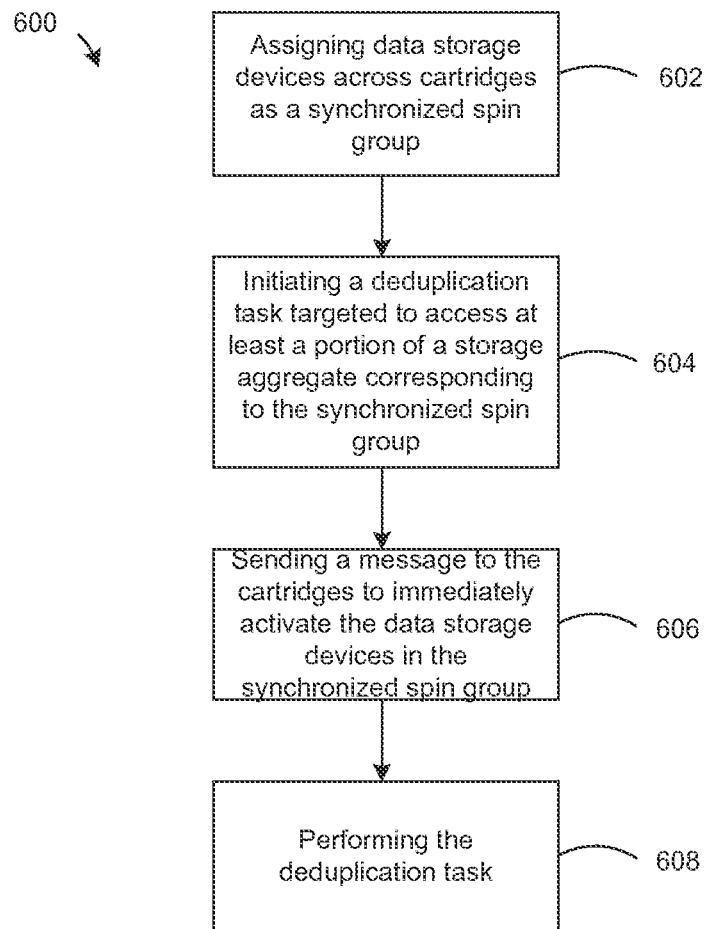 600
Assigning data storage
devices across cartridges
as a synchronized spin
group
602
Initiating a deduplication
task targeted to access at
least a portion of a storage
aggregate corresponding
to the synchronized spin
group
604
Sending a message to the
cartridges to immediately
activate the data storage
devices in the
synchronized spin group
606
Performing the
deduplication task
608